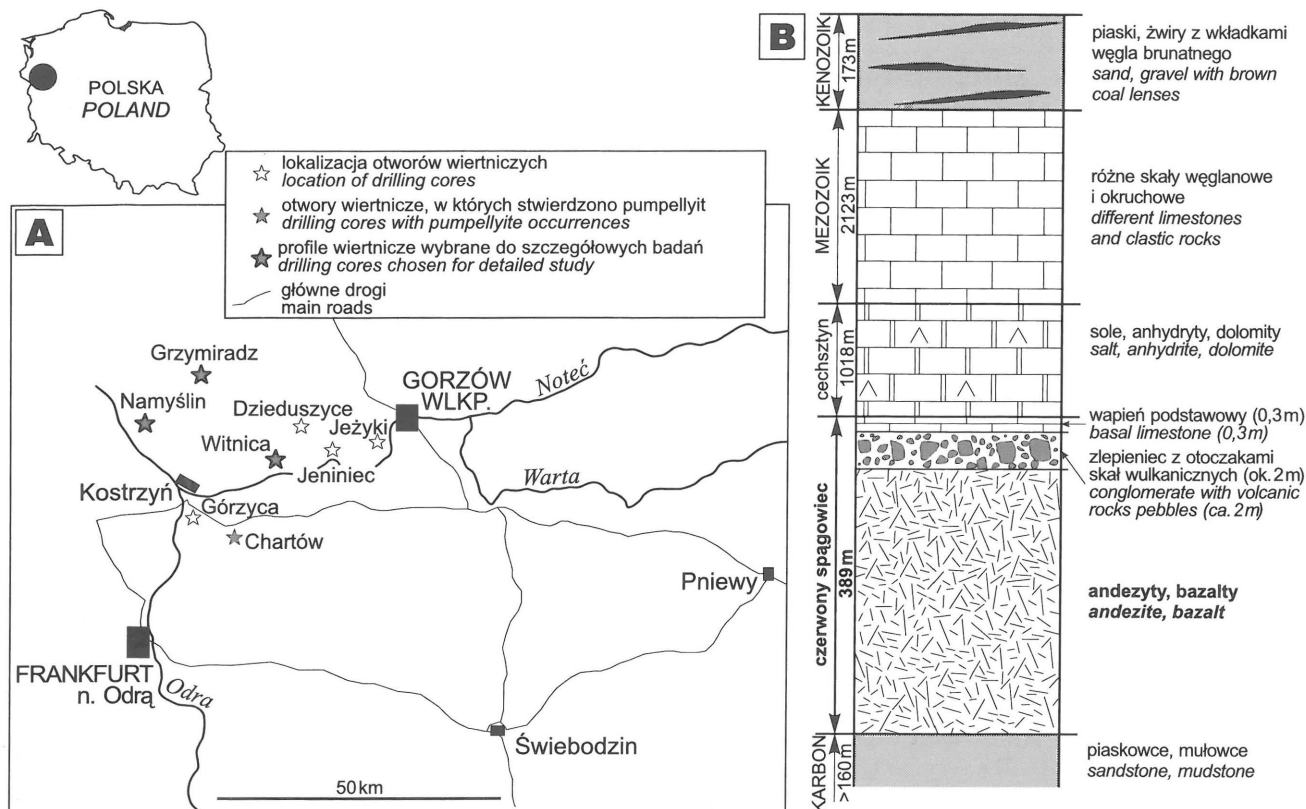 POLSKA
POLAND
lokalizacja otworów wiertniczych
location of drilling cores
otwory wiertnicze, w których stwierdzono pumpellyit
drilling cores with pumpellyite occurrences
profile wiertnicze wybrane do szczegółowych badań
drilling cores chosen for detailed study
główne drogi
main roads
A
Grzymiradz
Namyślin
Dzieduszyce
Jeżyki
Witnica
Jeniniec
GORZÓW
WLKP.
Noteć
Warta
Kostrzyń
Górzyca
Chartów
Pniewy
FRANKFURT
n. Odrą
Odra
Świebodzin
50 km
B
KENOZOIK
173 m
piaski, żwiry z wkładkami
węgla brunatnego
sand, gravel with brown
coal lenses
MEZOZOIK
2123 m
różne skały węglanowe
i okruchowe
different limestones
and clastic rocks
cechsztyn
1018 m
sole, anhydryty, dolomity
salt, anhydrite, dolomite
wapień podstawowy (0,3 m)
basal limestone (0,3 m)
zlepieniec z otoczakami
skał wulkanicznych (ok. 2 m)
conglomerate with volcanic
rocks pebbles (ca. 2 m)
czerwony spągowiec
389 m
andezyty, bazalty
andezite, bazalt
KARBON
>160 m
piaskowce, mułowce
sandstone, mudstone